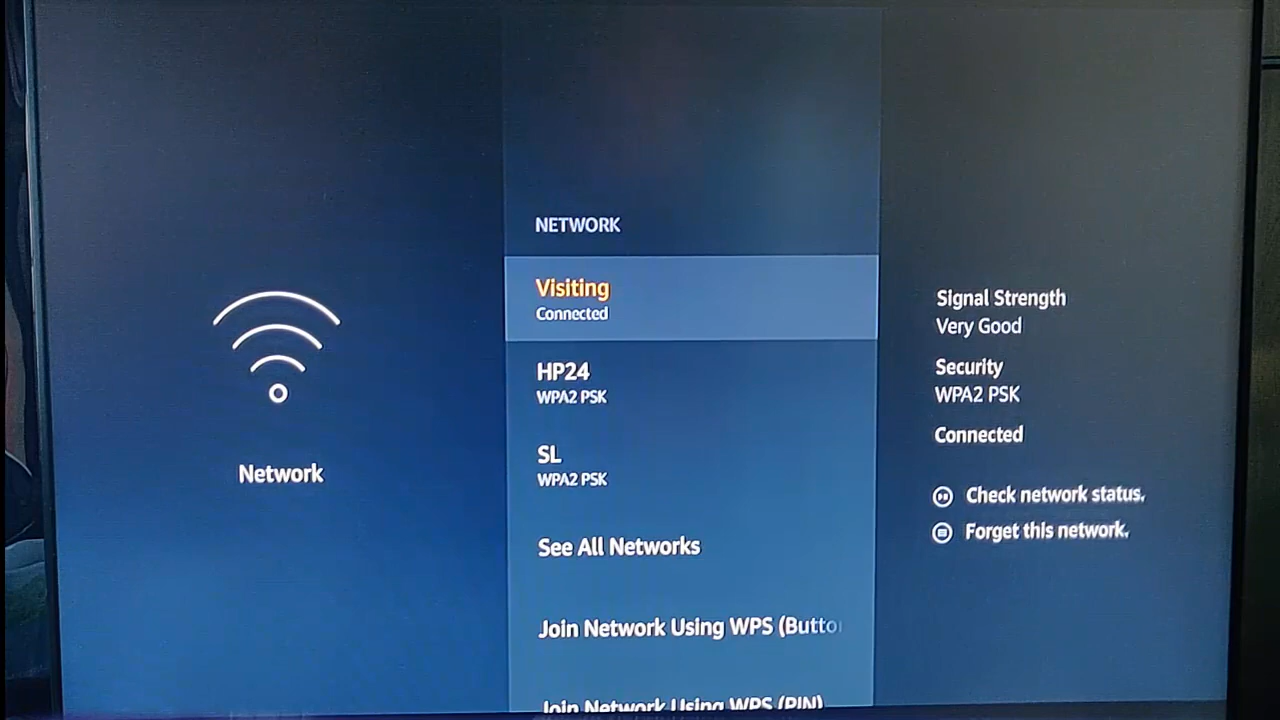 NETWORK
Visiting
Connected
HP24
WPA2 PSK
SL
WPA2 PSK
See All Networks
Join Network Using WPS (Butto
Join Network Using WPS (PIN)
Network
Signal Strength
Very Good
Security
WPA2 PSK
Connected
Check network status.
Forget this network.